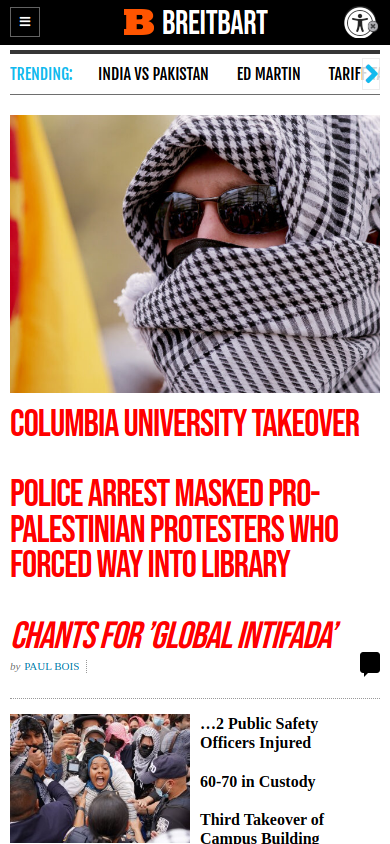 B BREITBART
TRENDING: INDIA VS PAKISTAN ED MARTIN TARIF
COLUMBIA UNIVERSITY TAKEOVER
POLICE ARREST MASKED PRO-
PALESTINIAN PROTESTERS WHO
FORCED WAY INTO LIBRARY
CHANTS FOR ’GLOBAL INTIFADA’
by PAUL BOIS
…2 Public Safety
Officers Injured
60-70 in Custody
Third Takeover of
Campus Building